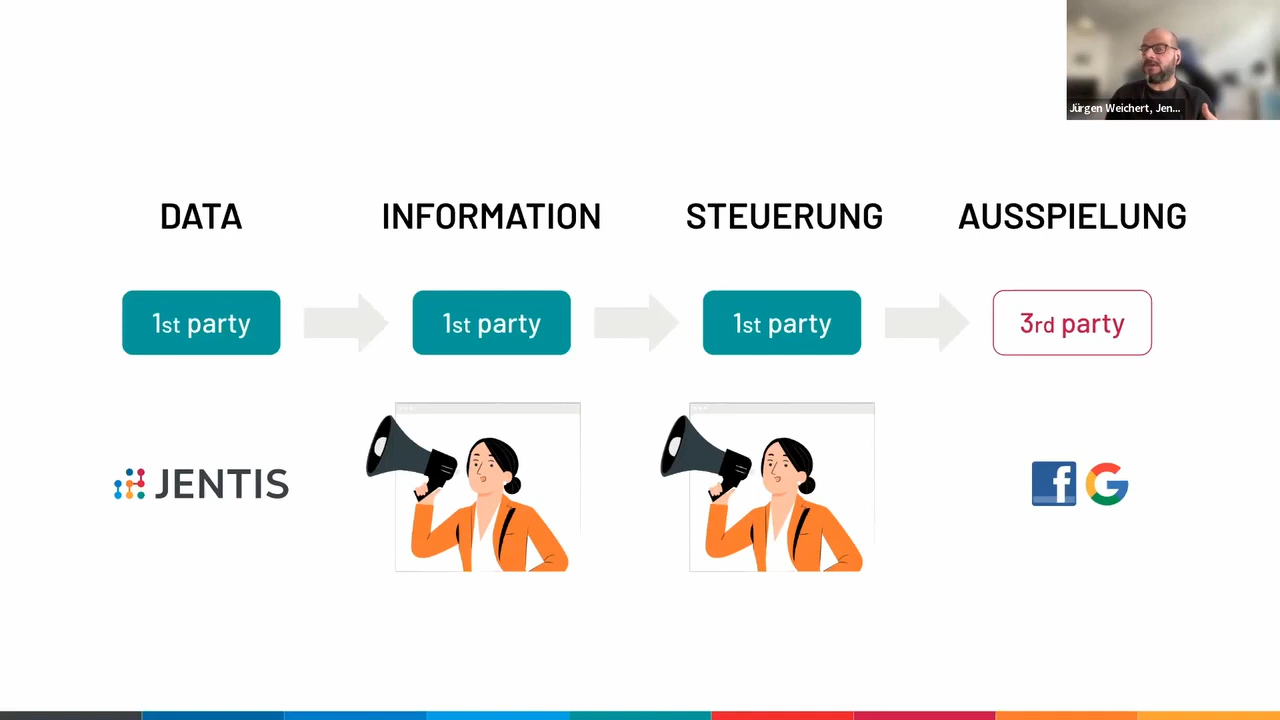 Jürgen Weichert, Jen...
DATA
INFORMATION
STEUERUNG
AUSSPIELUNG
1st party
1st party
1st party
3rd party
JENTIS
f
G